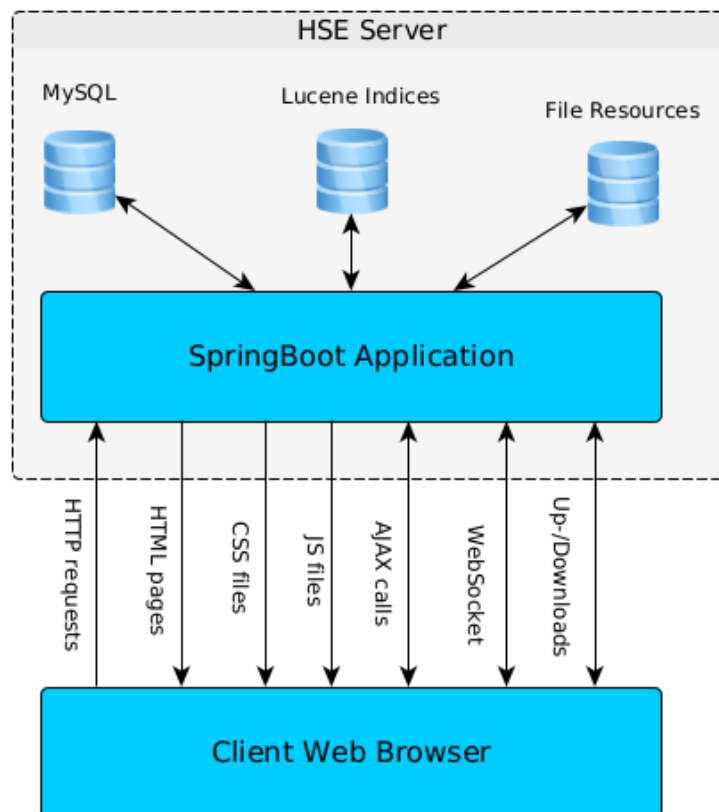 HSE Server
MySQL
Lucene Indices
File Resources
SpringBoot Application
HTTP requests
HTML pages
CSS files
JS files
AJAX calls
WebSocket
Up-/Downloads
Client Web Browser